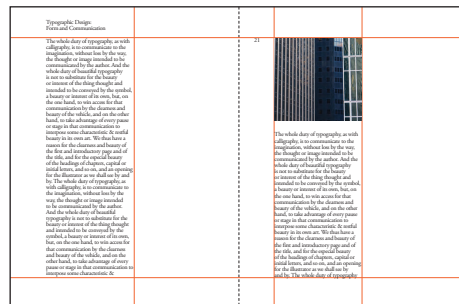 Typographic Design:
Form and Communication
The whole duty of typography, as with
calligraphy, is to communicate to the
imagination, without loss by the way,
the thought or image intended to be
communicated by the author. And the
whole duty of beautiful typography
is not to substitute for the beauty
or interest of the thing thought and
intended to be conveyed by the symbol,
a beauty or interest of its own, but, on
the one hand, to win access for that
communication by the clearness and
beauty of the vehicle, and on the other
hand, to take advantage of every pause
or stage in that communication to
interpose some characteristic & restful
beauty in its own art. We thus have a
reason for the clearness and beauty of
the first and introductory page and of
the title, and for the especial beauty
of the headings of chapters, capital or
initial letters, and so on, and an opening
for the illustrator as we shall see by and
by. The whole duty of typography, as
with calligraphy, is to communicate to
the imagination, without loss by the
way, the thought or image intended
to be communicated by the author.
And the whole duty of beautiful
typography is not to substitute for the
beauty or interest of the thing thought
and intended to be conveyed by the
symbol, a beauty or interest of its own,
but, on the one hand, to win access for
that communication by the clearness
and beauty of the vehicle, and on the
other hand, to take advantage of every
pause or stage in that communication to
interpose some characteristic &
21
The whole duty of typography, as with
calligraphy, is to communicate to the
imagination, without loss by the way,
the thought or image intended to be
communicated by the author. And the
whole duty of beautiful typography
is not to substitute for the beauty
or interest of the thing thought and
intended to be conveyed by the symbol,
a beauty or interest of its own, but, on
the one hand, to win access for that
communication by the clearness and
beauty of the vehicle, and on the other
hand, to take advantage of every pause
or stage in that communication to
interpose some characteristic & restful
beauty in its own art. We thus have a
reason for the clearness and beauty of
the first and introductory page and of
the title, and for the especial beauty
of the headings of chapters, capital or
initial letters, and so on, and an opening
for the illustrator as we shall see by
and by. The whole duty of typography